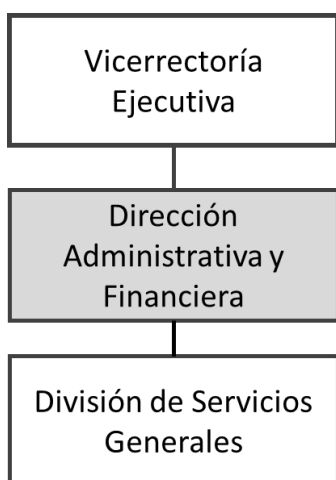 Vicerrectoría
Ejecutiva
Dirección
Administrativa y
Financiera
División de Servicios
Generales